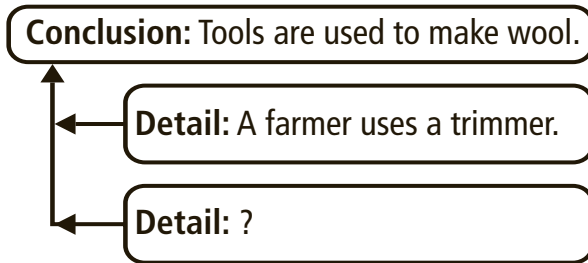 Conclusion: Tools are used to make wool.
Detail: A farmer uses a trimmer.
Detail: ?